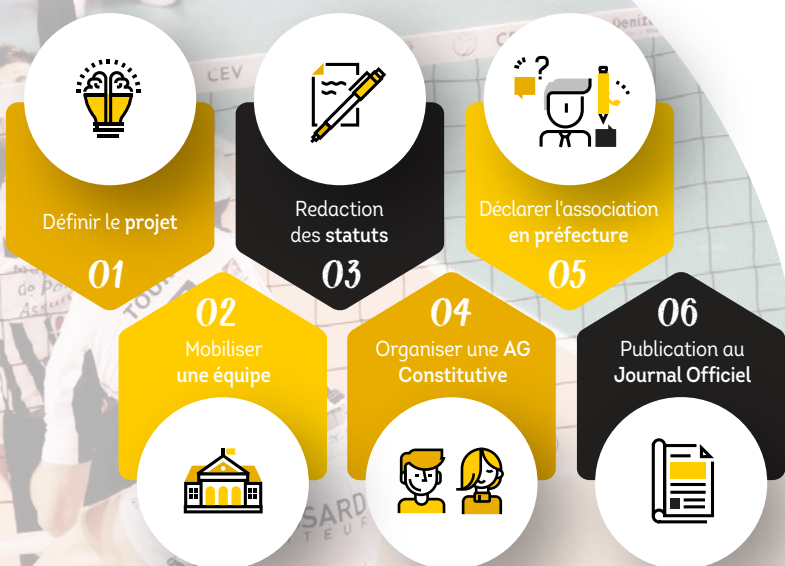 CEV
Définir le projet
01
02
Mobiliser
une équipe
Redaction
des statuts
03
04
Organiser une AG
Constitutive
?
Déclarer l'association
en préfecture
05
06
Publication au
Journal Officiel